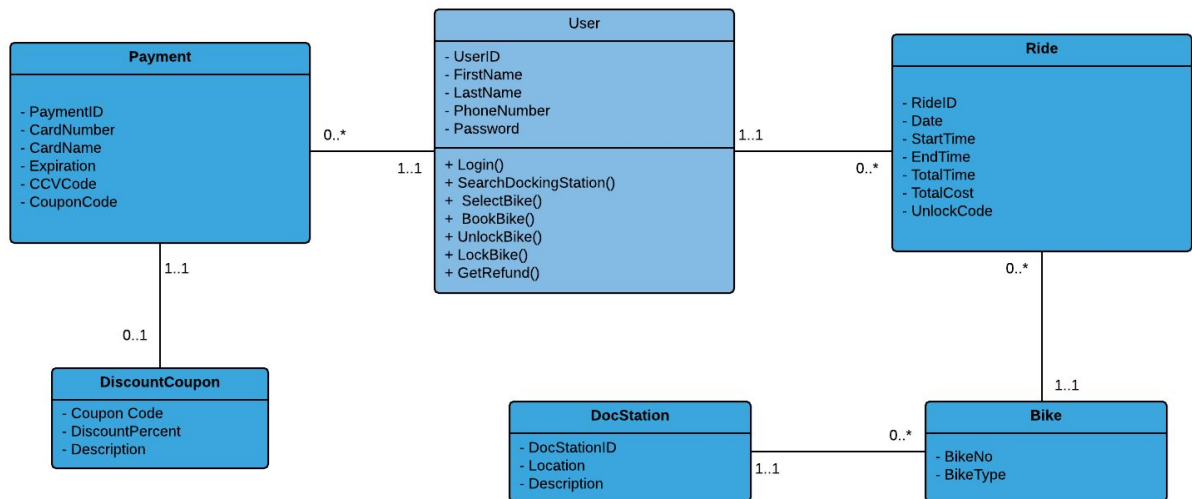 User
- UserID
- FirstName
- LastName
- PhoneNumber
- Password
+ Login()
+ SearchDockingStation()
+ SelectBike()
+ BookBike()
+ UnlockBike()
+ LockBike()
+ GetRefund()
Payment
- PaymentID
- CardNumber
- CardName
- Expiration
- CCVCode
- CouponCode
0..*
1..1
Ride
- RideID
- Date
- StartTime
- EndTime
- TotalTime
- TotalCost
- UnlockCode
1..1
0..*
1..1
0..1
DiscountCoupon
- Coupon Code
- DiscountPercent
- Description
0..*
1..1
DocStation
- DocStationID
- Location
- Description
0..*
1..1
Bike
- BikeNo
- BikeType